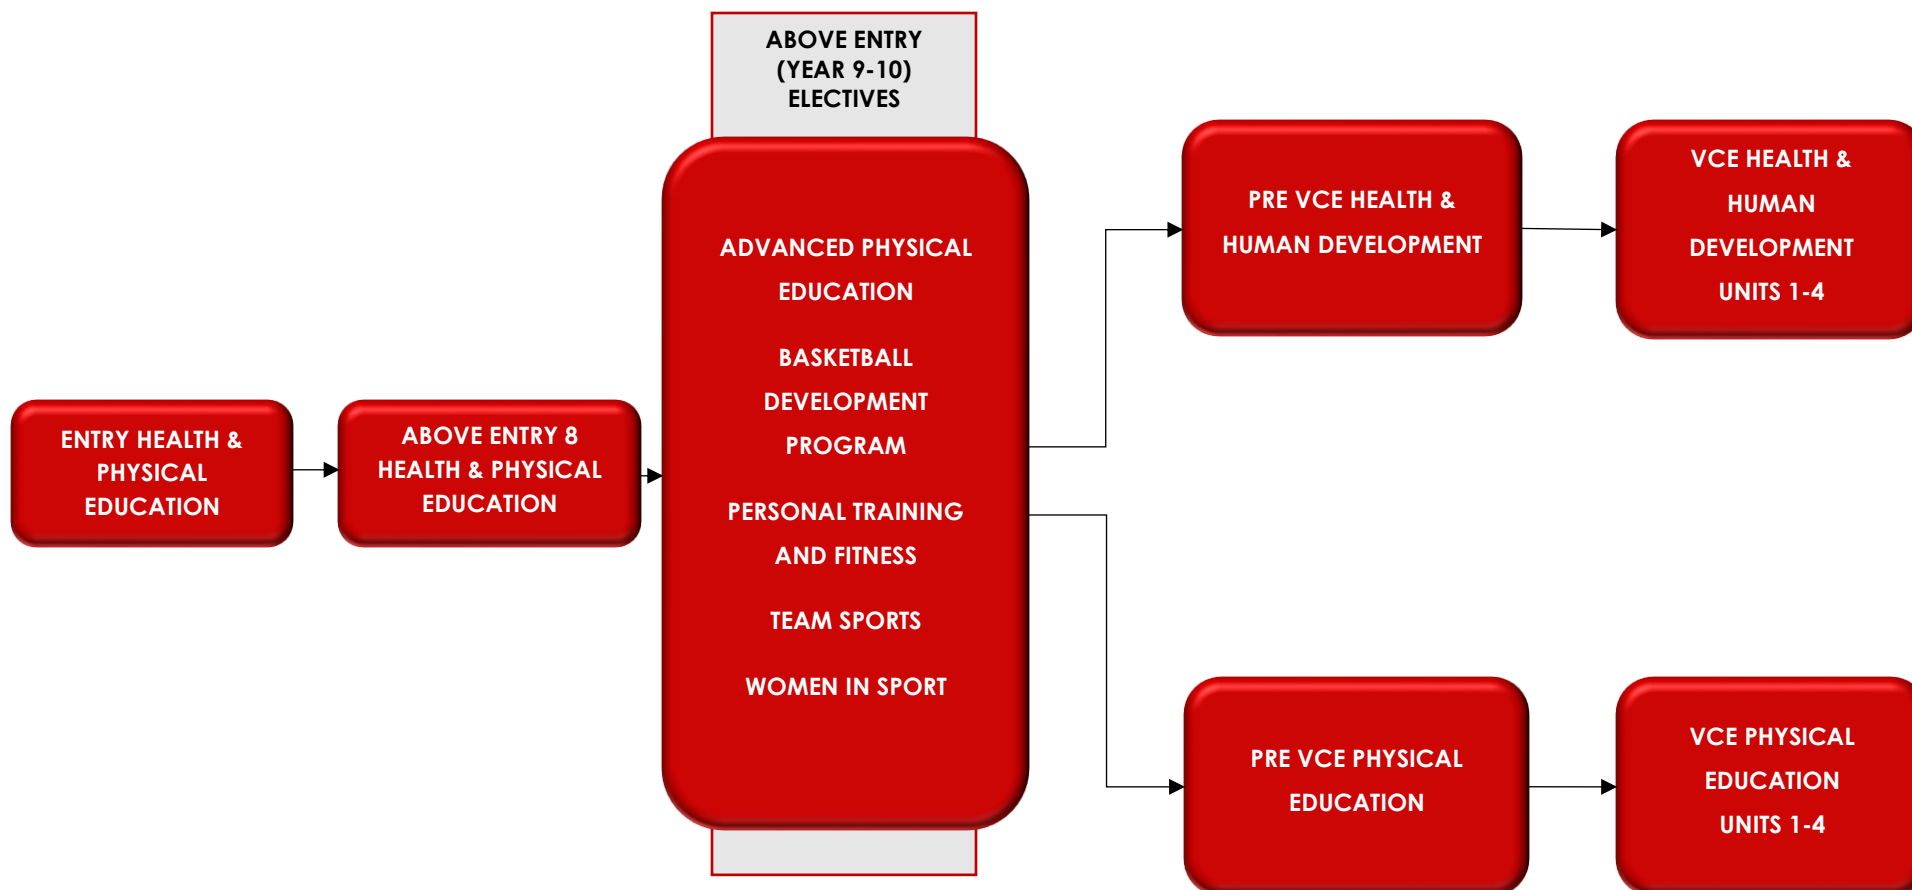 ENTRY HEALTH &
PHYSICAL
EDUCATION
ABOVE ENTRY 8
HEALTH & PHYSICAL
EDUCATION
ABOVE ENTRY
(YEAR 9-10)
ELECTIVES
ADVANCED PHYSICAL
EDUCATION
BASKETBALL
DEVELOPMENT
PROGRAM
PERSONAL TRAINING
AND FITNESS
TEAM SPORTS
WOMEN IN SPORT
PRE VCE HEALTH &
HUMAN DEVELOPMENT
VCE HEALTH &
HUMAN
DEVELOPMENT
UNITS 1-4
PRE VCE PHYSICAL
EDUCATION
VCE PHYSICAL
EDUCATION
UNITS 1-4